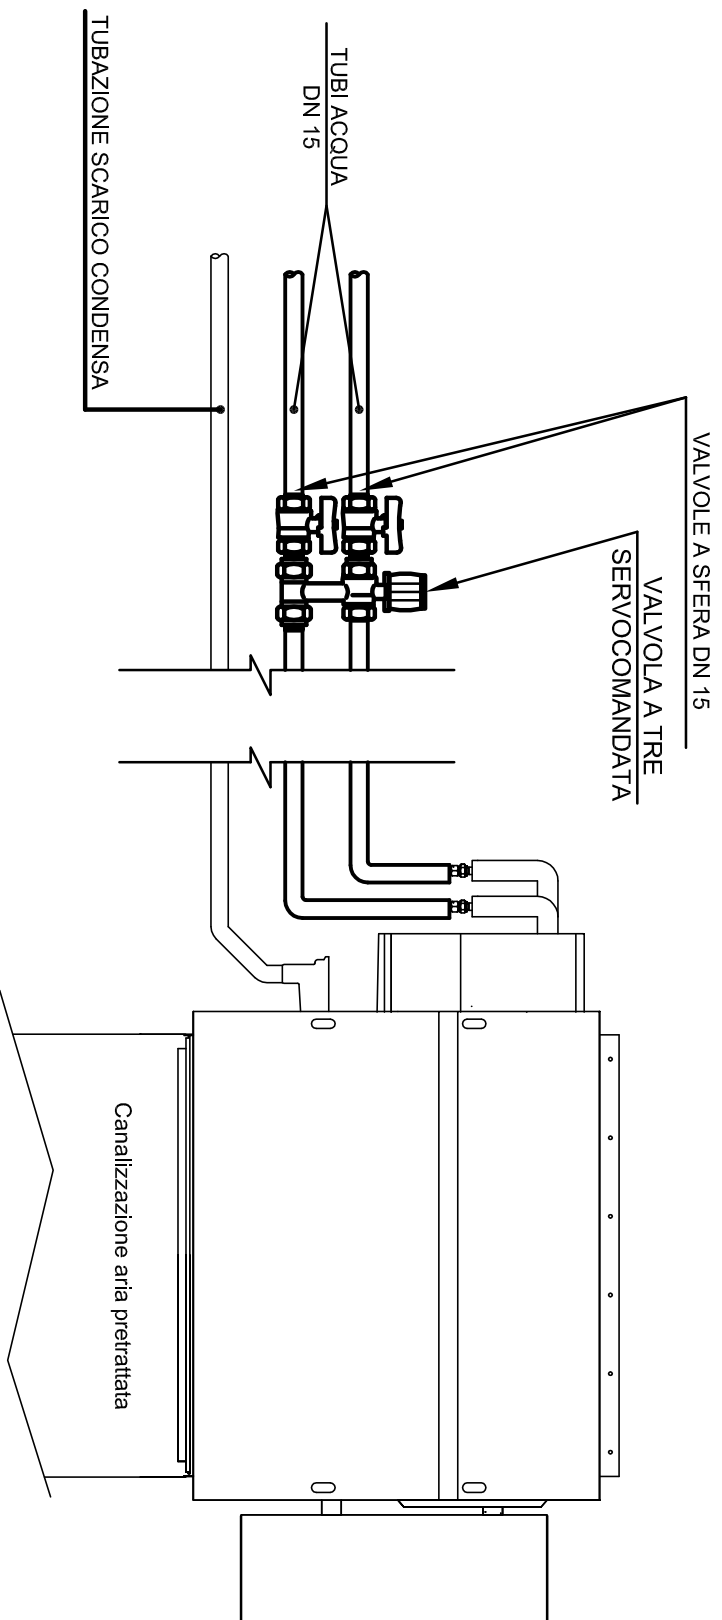 VALVOLE A SFERA DN 15
VALVOLA A TRE
SERVOCOMANDATA
TUBI ACQUA
DN 15
TUBAZIONE SCARICO CONDENSA
Canalizzazione aria pretrattata